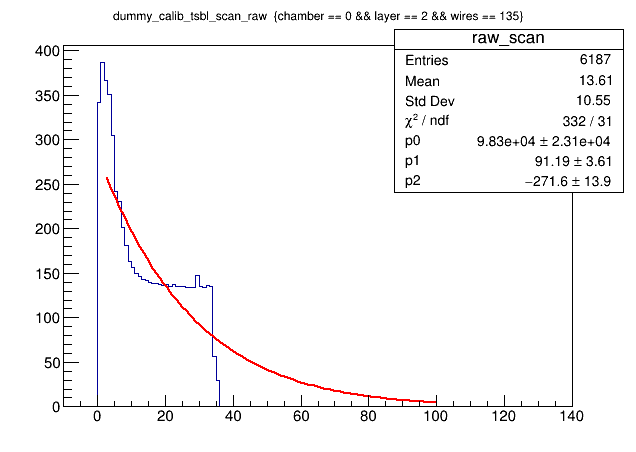 dummy_calib_tsbl_scan_raw {chamber == 0 && layer == 2 && wires == 135}
raw_scan
Entries 6187
Mean 13.61
Std Dev 10.55
χ² / ndf 332 / 31
p0 9.83e+04 ± 2.31e+04
p1 91.19 ± 3.61
p2 −271.6 ± 13.9
400
350
300
250
200
150
100
50
0
0 20 40 60 80 100 120 140